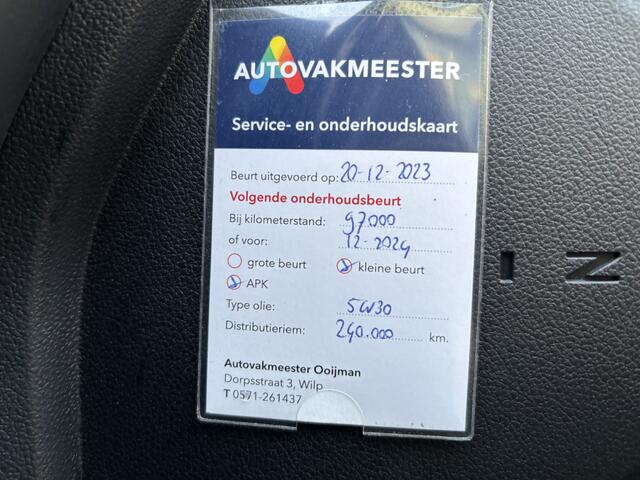 AUTOVAKMEESTER
Service- en onderhoudskaart
Beurt uitgevoerd op: 20-12-2023
Volgende onderhoudsbeurt
Bij kilometerstand: 97.000
of voor: 12-2024
grote beurt kleine beurt
APK
Type olie: 5W30
Distributieriem: 240.000 km.
Autovakmeester Ooijman
Dorpsstraat 3, Wilp
T 0571-261437
I N